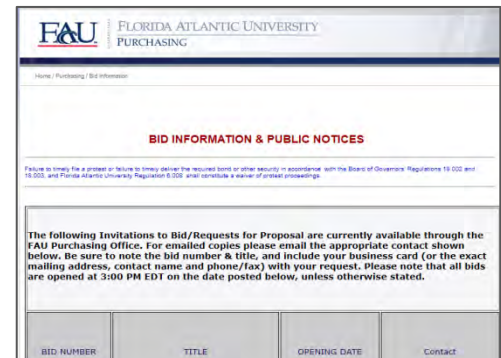 FAU FLORIDA ATLANTIC UNIVERSITY
PURCHASING
Home / Purchasing / Bid Information
BID INFORMATION & PUBLIC NOTICES
Failure to timely file a protest or failure to timely deliver the required bond or other security in accordance with the Board of Governors' Regulations 18.002 and
18.003, and Florida Atlantic University Regulation 6.008 shall constitute a waiver of protest proceedings.
The following Invitations to Bid/Requests for Proposal are currently available through the
FAU Purchasing Office. For emailed copies please email the appropriate contact shown
below. Be sure to note the bid number & title, and include your business card (or the exact
mailing address, contact name and phone/fax) with your request. Please note that all bids
are opened at 3:00 PM EDT on the date posted below, unless otherwise stated.
BID NUMBER TITLE OPENING DATE Contact